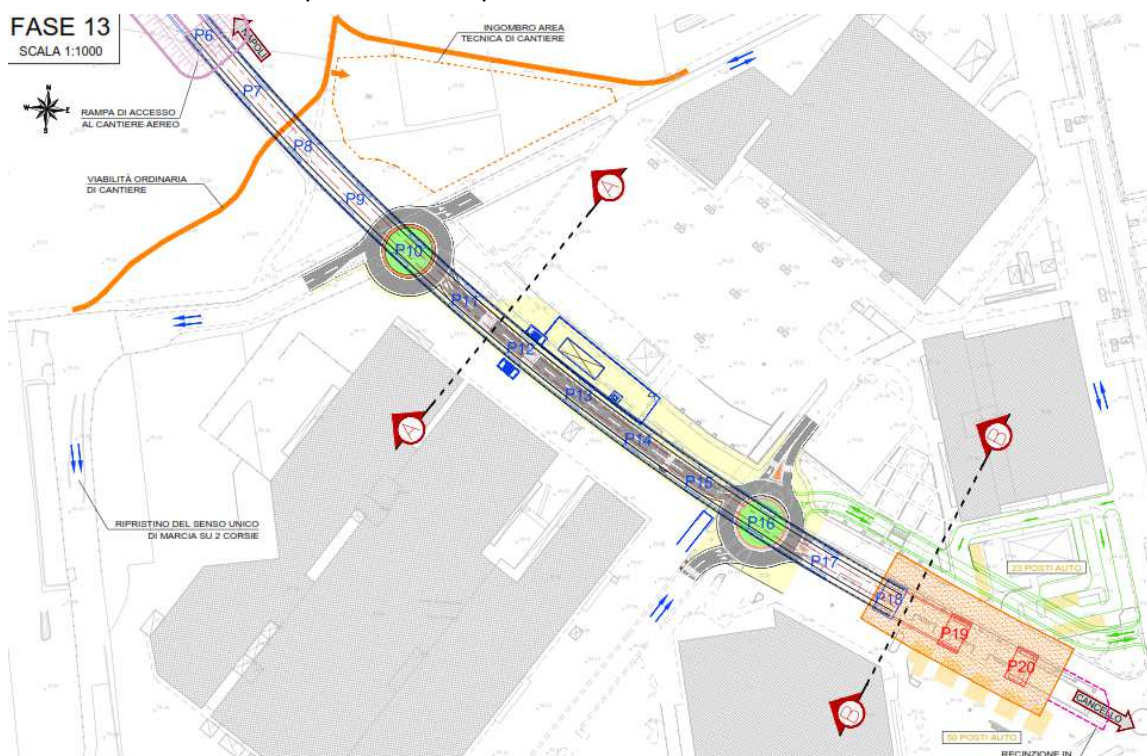 FASE 13
SCALA 1:1000
P6
NAPOLI
INGOMBRO AREA
TECNICA DI CANTIERE
N
W
E
S
P7
RAMPA DI ACCESSO
AL CANTIERE AEREO
P8
VIABILITÀ ORDINARIA
DI CANTIERE
P9
A
P10
P11
P12
P13
A
B
P14
P15
P16
RIPRISTINO DEL SENSO UNICO
DI MARCIA SU 2 CORSIE
P17
23 POSTI AUTO
P18
P19
P20
B
CANCELLO
50 POSTI AUTO
RECINZIONE IN